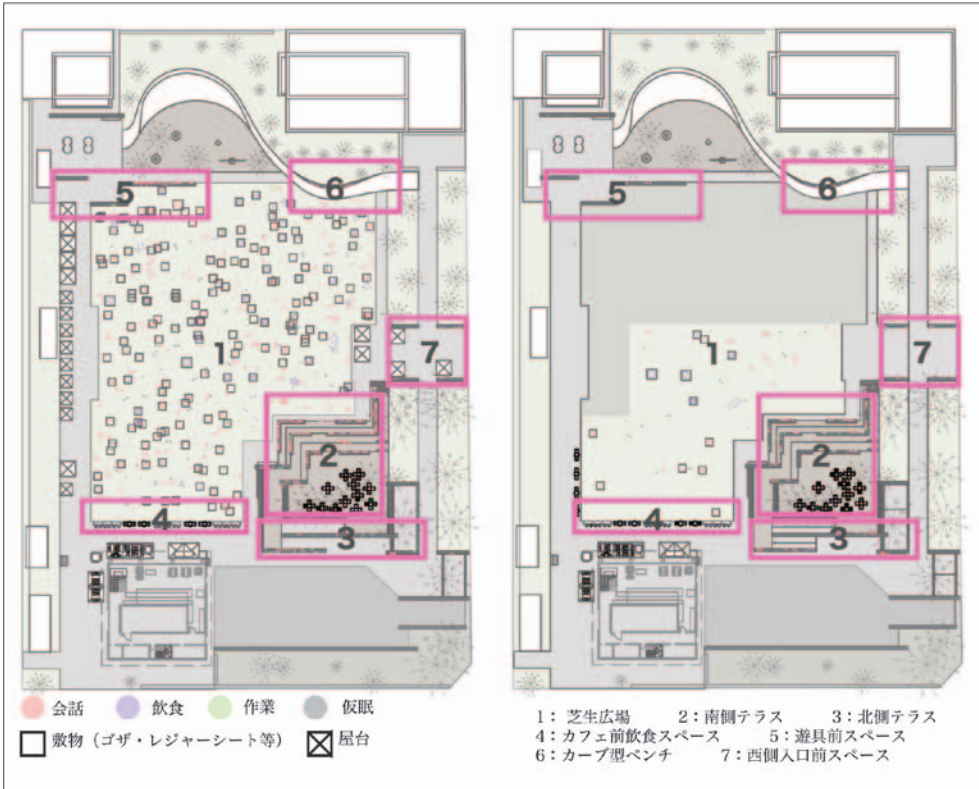 5
6
1
7
2
4
3
5
6
1
7
2
4
3
会話 飲食 作業 仮眠
敷物（ゴザ・レジャーシート等） 屋台
1：芝生広場 2：南側テラス 3：北側テラス
4：カフェ前飲食スペース 5：遊具前スペース
6：カーブ型ベンチ 7：西側入口前スペース